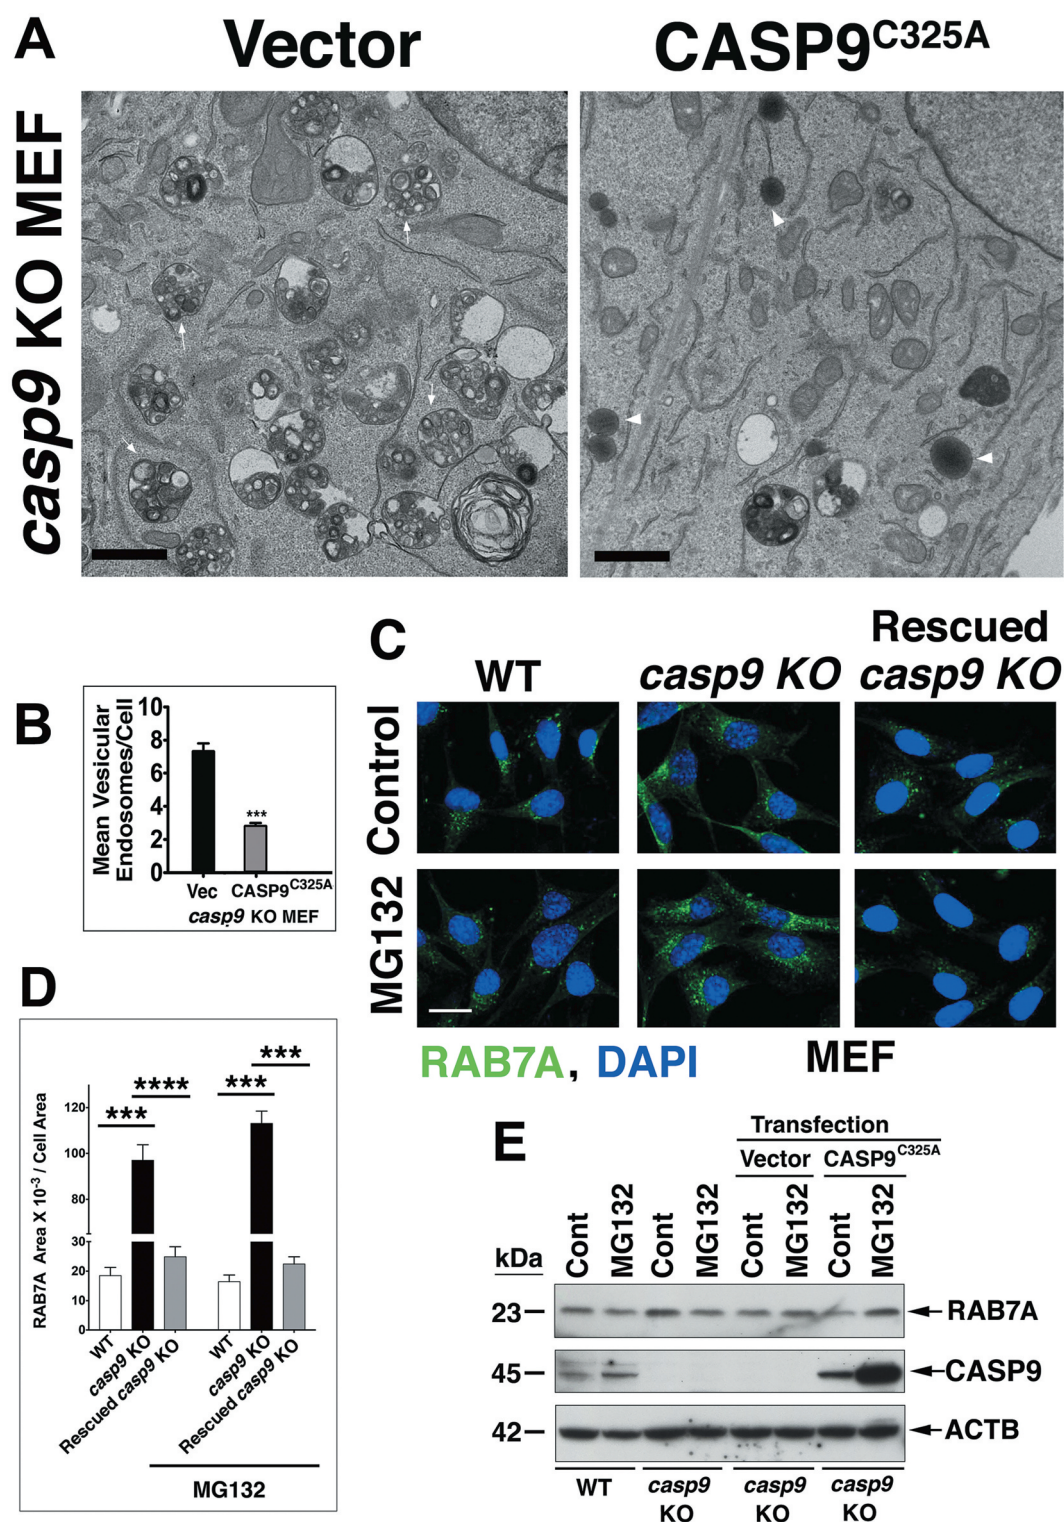 A
Vector
CASP9C325A
casp9 KO MEF
B
Mean Vesicular
Endosomes/Cell
10
8
6
4
2
0
***
Vec
CASP9C325A
casp9 KO MEF
C
WT
casp9 KO
Rescued
casp9 KO
Control
MG132
RAB7A, DAPI
MEF
D
RAB7A Area X 10-3 / Cell Area
120
100
80
60
30
20
10
0
***
****
***
***
WT
casp9 KO
Rescued casp9 KO
WT
casp9 KO
Rescued casp9 KO
MG132
E
Transfection
Vector
CASP9C325A
kDa
Cont
MG132
Cont
MG132
Cont
MG132
Cont
MG132
23
RAB7A
45
CASP9
42
ACTB
WT
casp9
KO
casp9
KO
casp9
KO